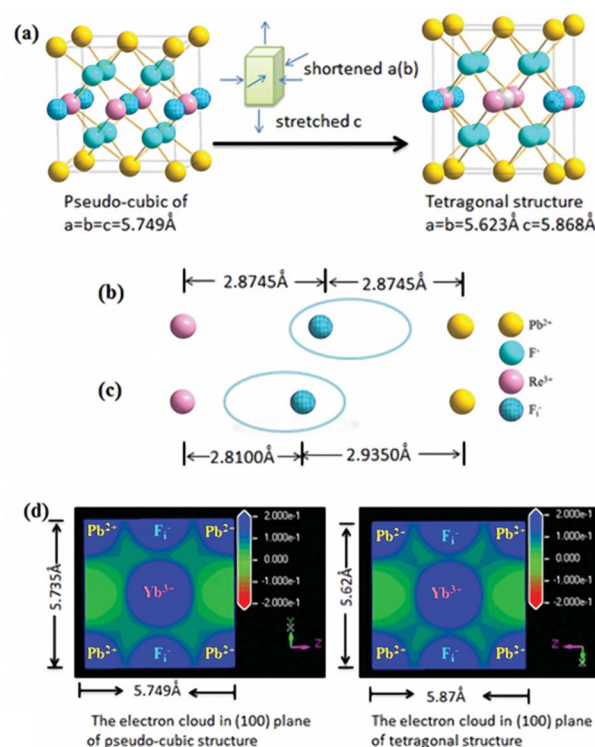 (a)
shortened a(b)
stretched c
Pseudo-cubic of
a=b=c=5.749Å
Tetragonal structure
a=b=5.623Å c=5.868Å
2.8745Å 2.8745Å
(b)
(c)
2.8100Å 2.9350Å
Pb²⁺
F⁻
Re³⁺
Fᵢ⁻
(d)
Pb²⁺ Fᵢ⁻ Pb²⁺
Yb³⁺
Pb²⁺ Fᵢ⁻ Pb²⁺
5.735Å
5.749Å
2.000e-1
1.000e-1
0.000
-1.000e-1
-2.000e-1
Y
X
Z
The electron cloud in (100) plane
of pseudo-cubic structure
Pb²⁺ Fᵢ⁻ Pb²⁺
Yb³⁺
Pb²⁺ Fᵢ⁻ Pb²⁺
5.62Å
5.87Å
2.000e-1
1.000e-1
0.000
-1.000e-1
-2.000e-1
Z
X
The electron cloud in (100) plane
of tetragonal structure